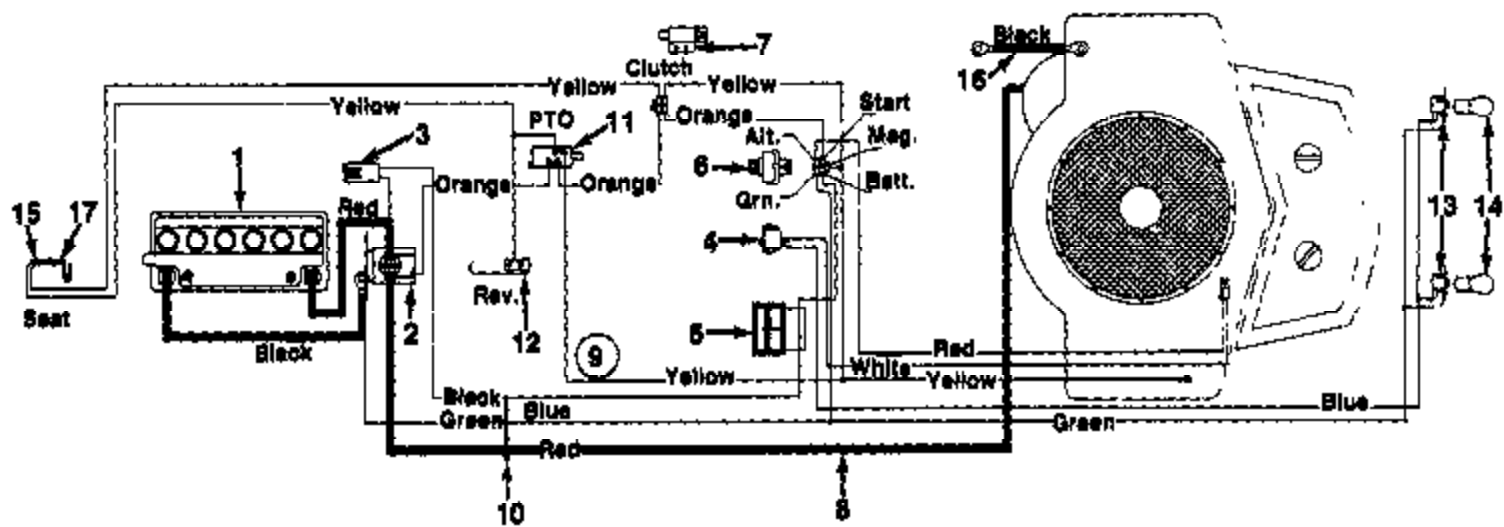 Black
7
16
Clutch
Yellow
Yellow
Yellow
Start
Orange
PTO
11
3
Alt.
Mag.
1
6
Orange
Orange
Batt.
Grn.
Red
15
17
13
14
4
Rev.
Seat
2
12
5
9
Black
Red
White
Yellow
Yellow
Black
Blue
Blue
Green
Green
Red
10
8